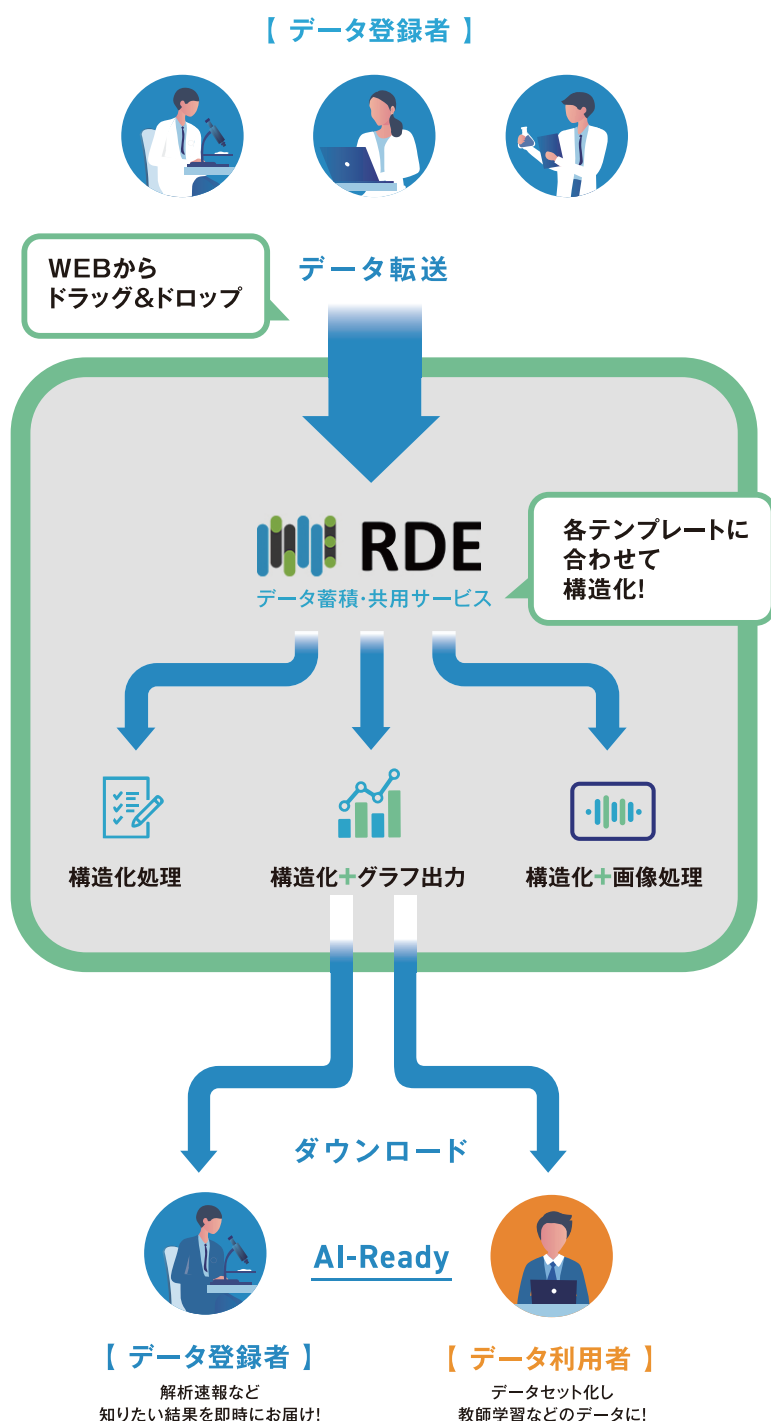 【 データ登録者 】
WEBから
ドラッグ&ドロップ
データ転送
RDE
データ蓄積・共用サービス
各テンプレートに
合わせて
構造化!
構造化処理
構造化+グラフ出力
構造化+画像処理
ダウンロード
AI-Ready
【 データ登録者 】
解析速報など
知りたい結果を即時にお届け!
【 データ利用者 】
データセット化し
教師学習などのデータに!